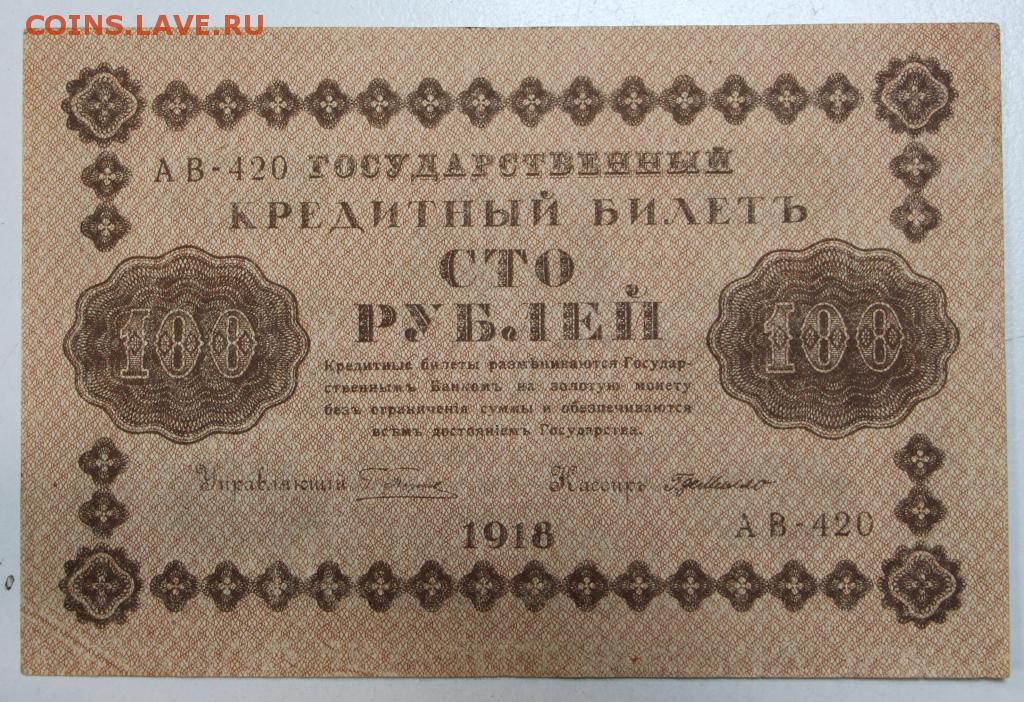 COINS.LAVE.RU
АВ-420 ГОСУДАРСТВЕННЫЙ
КРЕДИТНЫЙ БИЛЕТЪ
СТО
РУБЛЕЙ
100 100
Кредитные билеты размѣниваются Государ-
ственнымъ Банкомъ на золотую монету
безъ ограниченія суммы и обезпечиваются
всѣмъ достояніемъ Государства.
Управляющій Кассиръ
1918
АВ-420